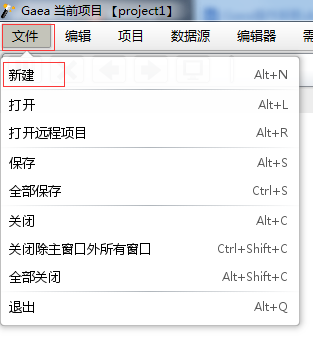 Gaea 当前项目 【project1】
文件 编辑 项目 数据源 编辑器
新建 Alt+N
打开 Alt+L
打开远程项目 Alt+R
保存 Alt+S
全部保存 Ctrl+S
关闭 Alt+C
关闭除主窗口外所有窗口 Ctrl+Shift+C
全部关闭 Alt+Shift+C
退出 Alt+Q